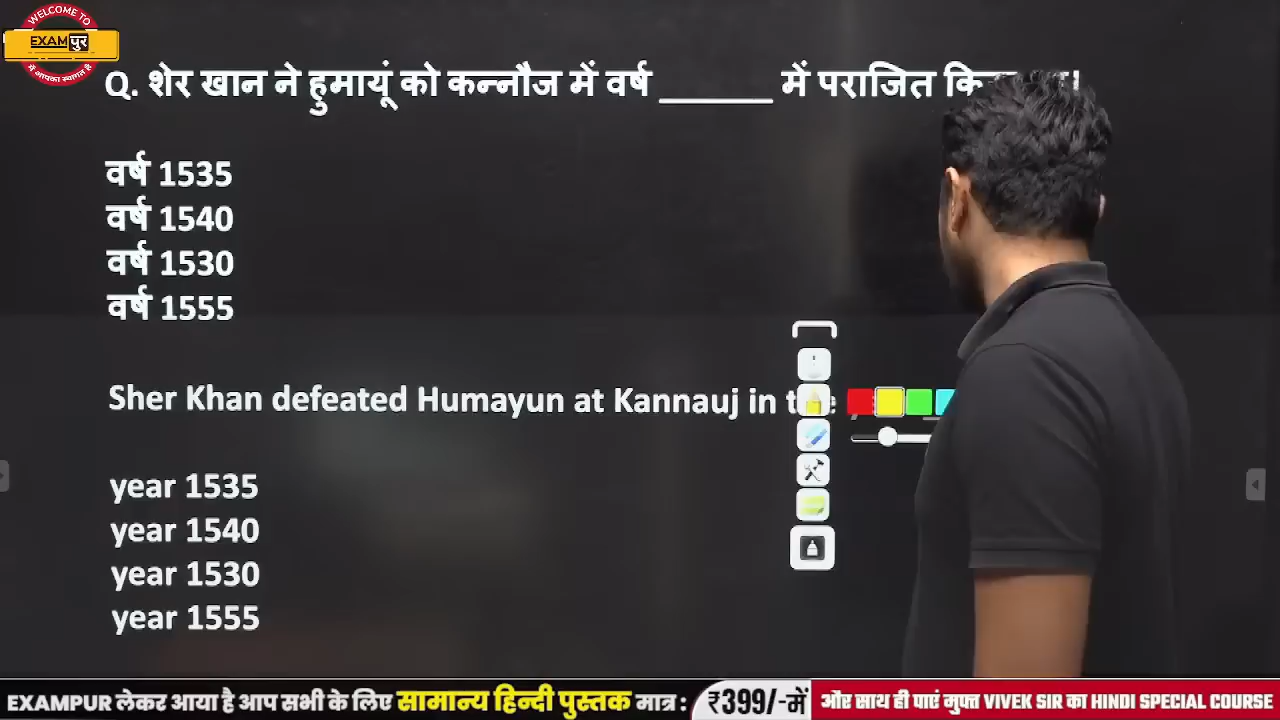 WELCOME TO
EXAMपुर
में आपका स्वागत है
Q. शेर खान ने हुमायूं को कन्नौज में वर्ष ______ में पराजित
वर्ष 1535
वर्ष 1540
वर्ष 1530
वर्ष 1555
Sher Khan defeated Humayun at Kannauj in
year 1535
year 1540
year 1530
year 1555
EXAMPUR लेकर आया है आप सभी के लिए सामान्य हिन्दी पुस्तक मात्र : ₹399/-में और साथ ही पाएं मुफ्त VIVEK SIR का HINDI SPECIAL COURSE